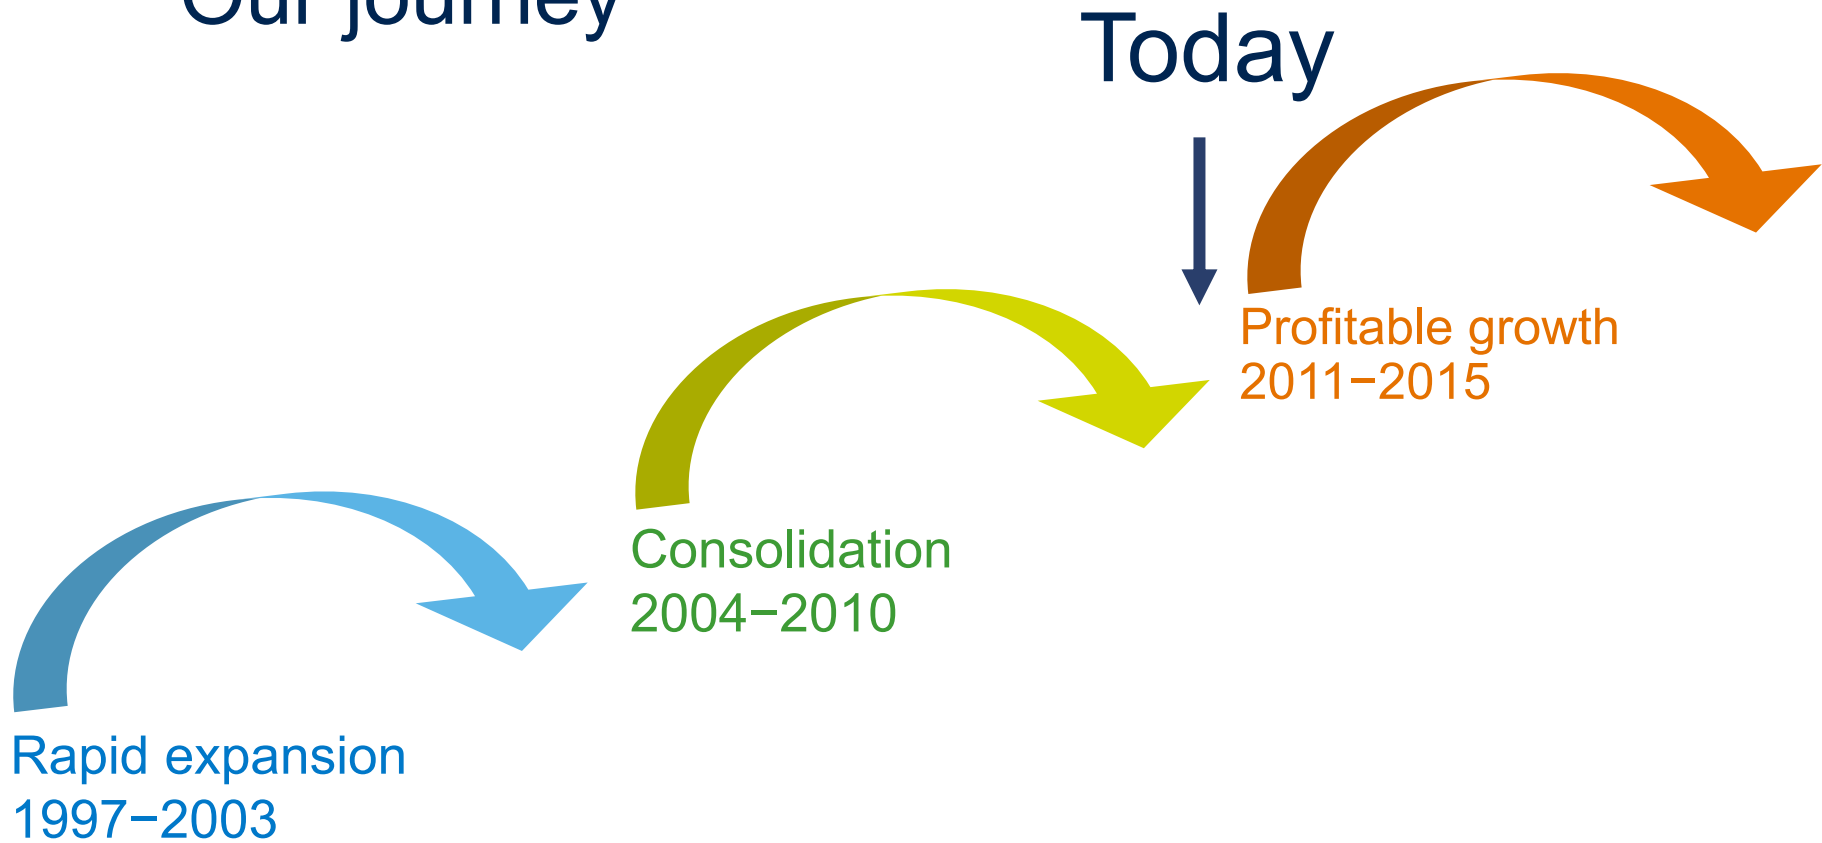 Our journey
Today
Profitable growth
2011–2015
Consolidation
2004–2010
Rapid expansion
1997–2003